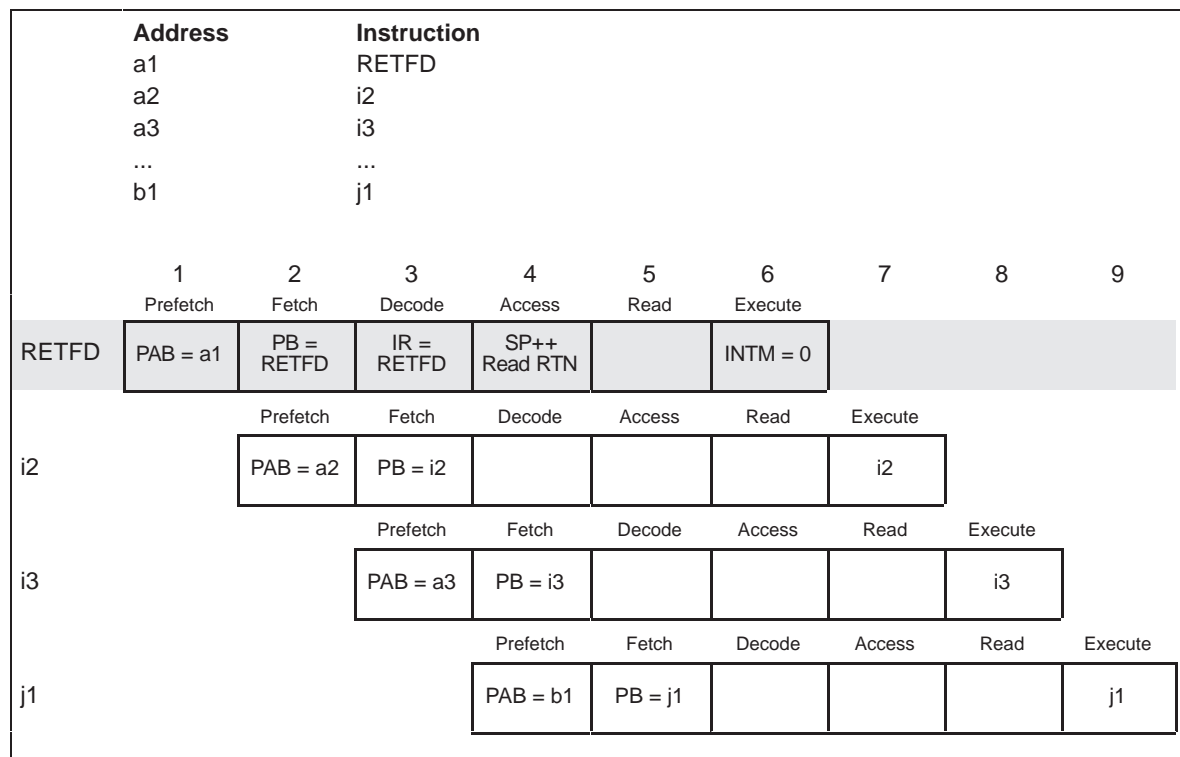 Address Instruction
a1 RETFD
a2 i2
a3 i3
... ...
b1 j1
1 2 3 4 5 6 7 8 9
Prefetch Fetch Decode Access Read Execute
RETFD PAB = a1 PB = RETFD IR = RETFD SP++ Read RTN INTM = 0
Prefetch Fetch Decode Access Read Execute
i2 PAB = a2 PB = i2 i2
Prefetch Fetch Decode Access Read Execute
i3 PAB = a3 PB = i3 i3
Prefetch Fetch Decode Access Read Execute
j1 PAB = b1 PB = j1 j1